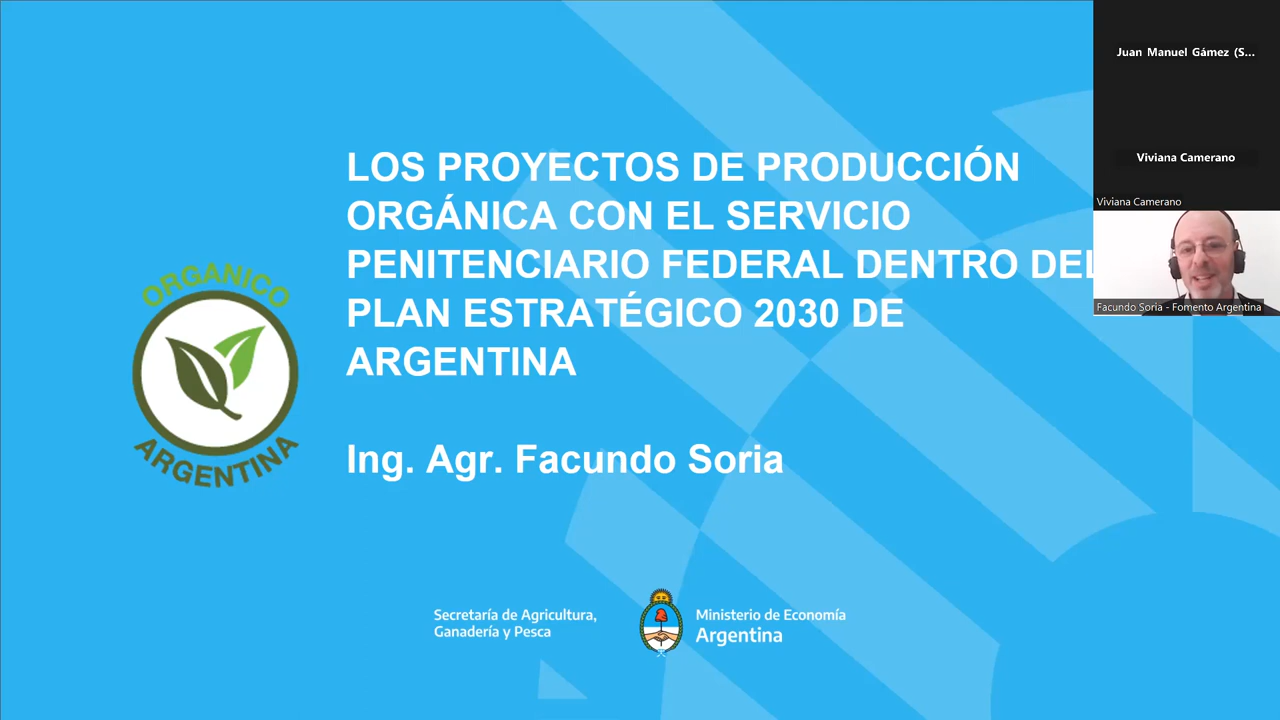 LOS PROYECTOS DE PRODUCCIÓN
ORGÁNICA CON EL SERVICIO
PENITENCIARIO FEDERAL DENTRO DEL
PLAN ESTRATÉGICO 2030 DE
ARGENTINA
Ing. Agr. Facundo Soria
ORGANICO
ARGENTINA
Secretaría de Agricultura,
Ganadería y Pesca
Ministerio de Economía
Argentina
Juan Manuel Gámez (S...
Viviana Camerano
Viviana Camerano
Facundo Soria - Fomento Argentina